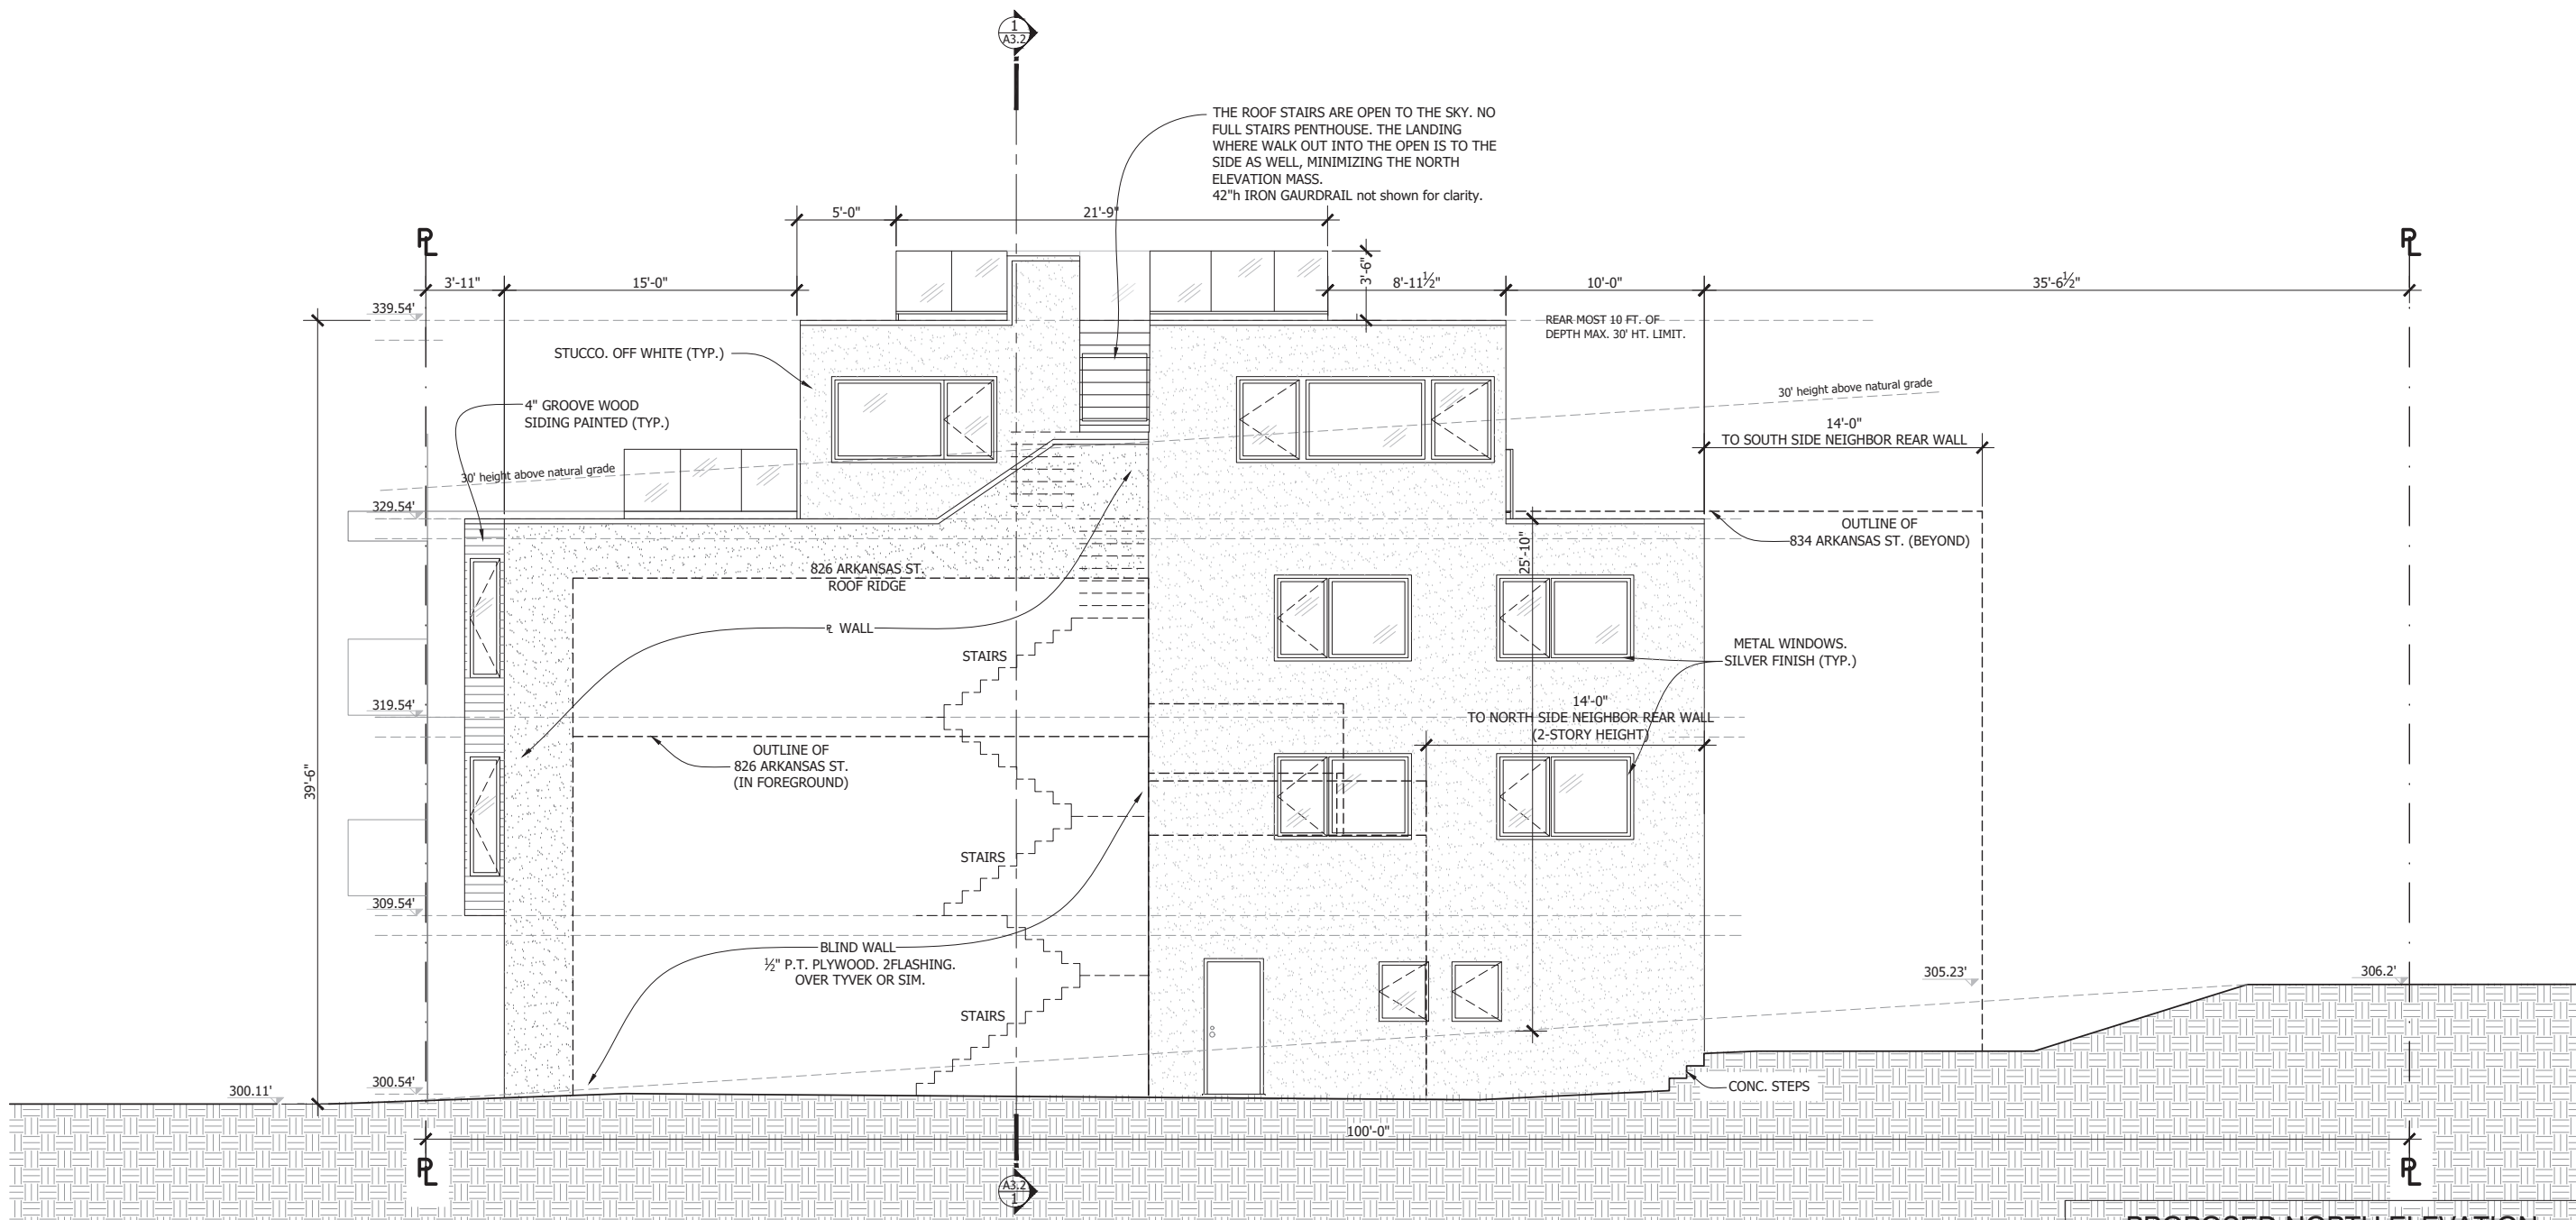 1
A3.2
THE ROOF STAIRS ARE OPEN TO THE SKY. NO
FULL STAIRS PENTHOUSE. THE LANDING
WHERE WALK OUT INTO THE OPEN IS TO THE
SIDE AS WELL, MINIMIZING THE NORTH
ELEVATION MASS.
42"h IRON GAURDRAIL not shown for clarity.
5'-0"
21'-9"
PL
PL
3'-11"
15'-0"
3'-6"
8'-11½"
10'-0"
35'-6½"
339.54'
REAR MOST 10 FT. OF
DEPTH MAX. 30' HT. LIMIT.
STUCCO. OFF WHITE (TYP.)
30' height above natural grade
4" GROOVE WOOD
SIDING PAINTED (TYP.)
14'-0"
TO SOUTH SIDE NEIGHBOR REAR WALL
30' height above natural grade
329.54'
OUTLINE OF
834 ARKANSAS ST. (BEYOND)
25'-10"
826 ARKANSAS ST.
ROOF RIDGE
PL WALL
STAIRS
METAL WINDOWS.
SILVER FINISH (TYP.)
319.54'
14'-0"
TO NORTH SIDE NEIGHBOR REAR WALL
(2-STORY HEIGHT)
OUTLINE OF
826 ARKANSAS ST.
(IN FOREGROUND)
39'-6"
STAIRS
309.54'
BLIND WALL
½" P.T. PLYWOOD. 2FLASHING.
OVER TYVEK OR SIM.
305.23'
306.2'
STAIRS
300.54'
300.11'
CONC. STEPS
100'-0"
PL
PL
A3.2
1
PROPOSED NORTH ELEVATION